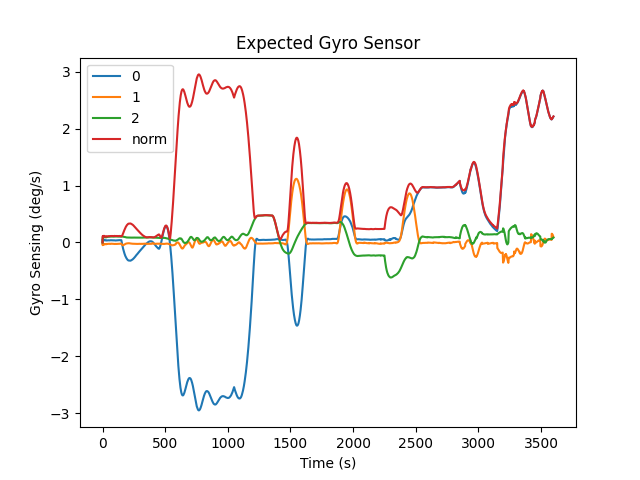 Expected Gyro Sensor
0
1
2
norm
3
2
1
0
−1
−2
−3
Gyro Sensing (deg/s)
0 500 1000 1500 2000 2500 3000 3500
Time (s)